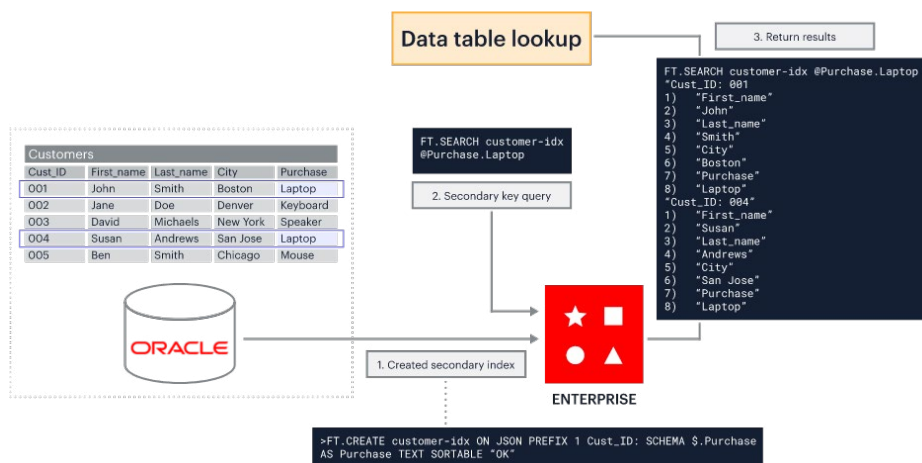 Data table lookup
3. Return results
FT.SEARCH customer-idx @Purchase.Laptop
"Cust_ID: 001
1) "First_name"
2) "John"
3) "Last_name"
4) "Smith"
5) "City"
6) "Boston"
7) "Purchase"
8) "Laptop"
"Cust_ID: 004"
1) "First_name"
2) "Susan"
3) "Last_name"
4) "Andrews"
5) "City"
6) "San Jose"
7) "Purchase"
8) "Laptop"
FT.SEARCH customer-idx
@Purchase.Laptop
2. Secondary key query
Customers
Cust_ID First_name Last_name City Purchase
001 John Smith Boston Laptop
002 Jane Doe Denver Keyboard
003 David Michaels New York Speaker
004 Susan Andrews San Jose Laptop
005 Ben Smith Chicago Mouse
ORACLE
1. Created secondary index
ENTERPRISE
>FT.CREATE customer-idx ON JSON PREFIX 1 Cust_ID: SCHEMA $.Purchase
AS Purchase TEXT SORTABLE "OK"